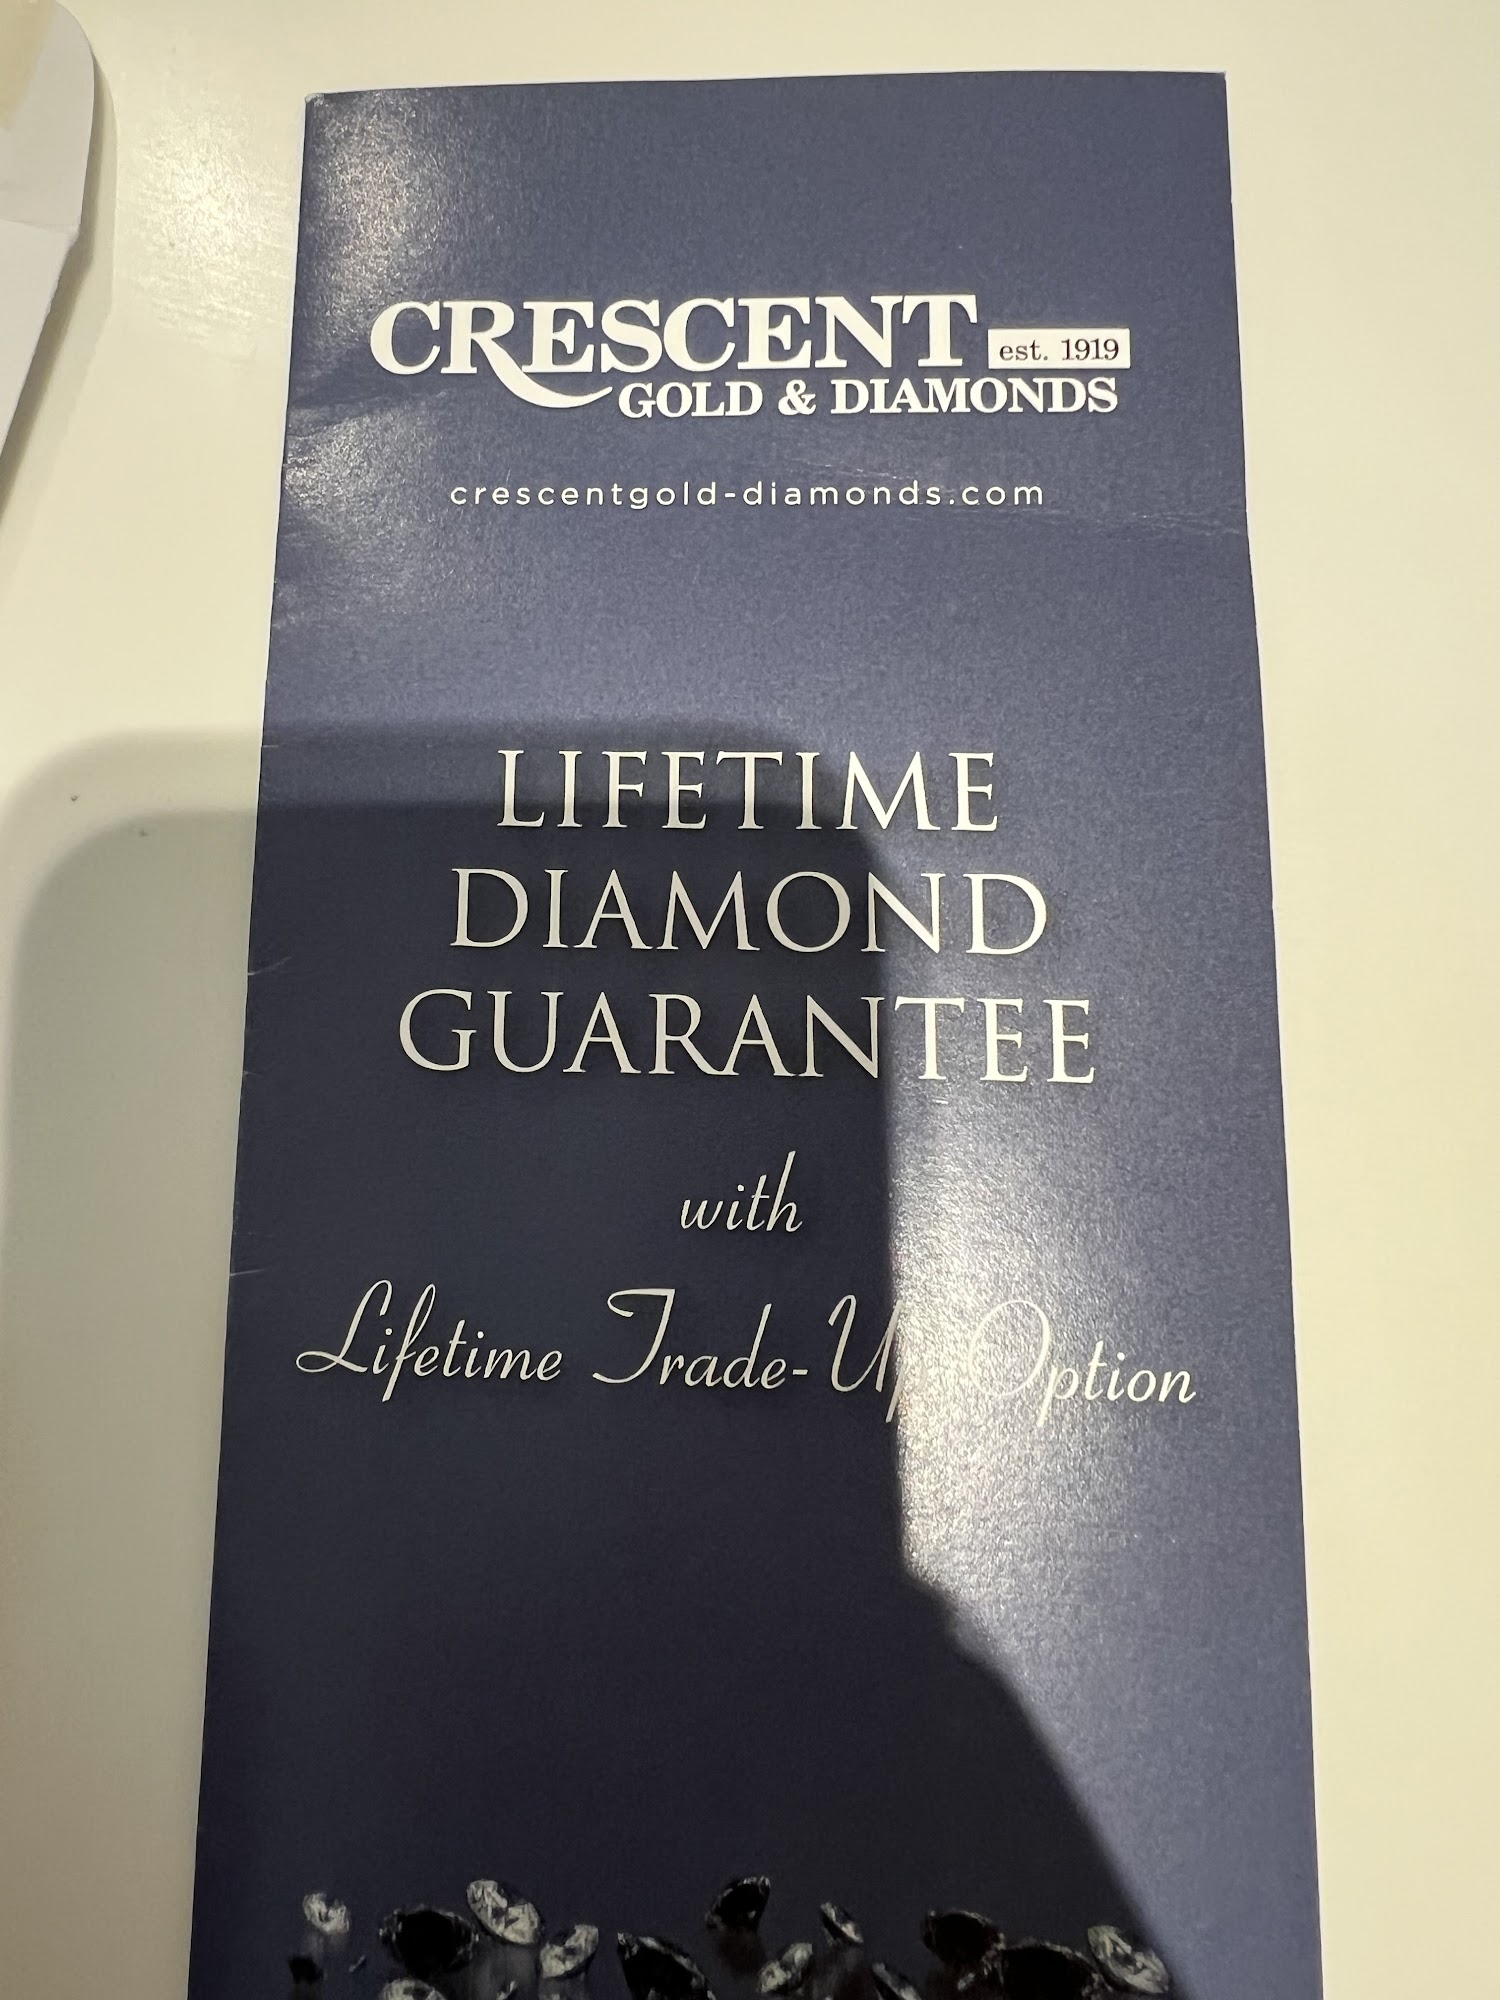 CRESCENT est. 1919
GOLD & DIAMONDS
crescentgold-diamonds.com
LIFETIME
DIAMOND
GUARANTEE
with
Lifetime Trade-Up Option